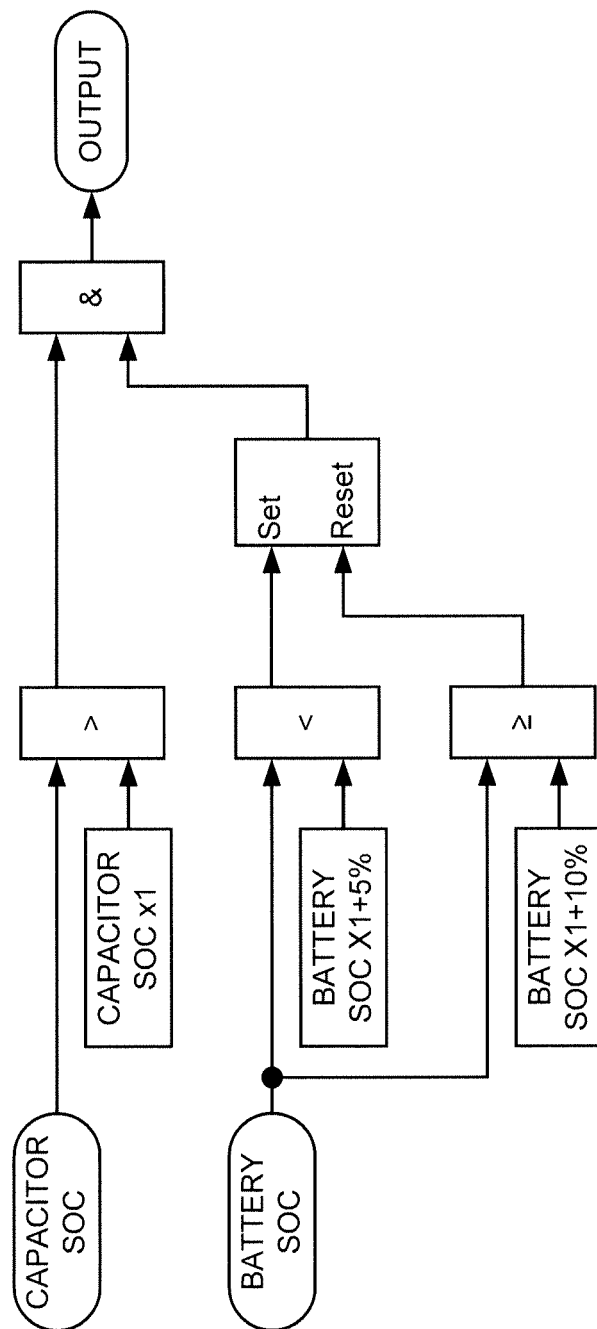 CAPACITOR
SOC
CAPACITOR
SOC x1
>
&
OUTPUT
BATTERY
SOC
BATTERY
SOC X1+5%
<
Set
Reset
BATTERY
SOC X1+10%
≥